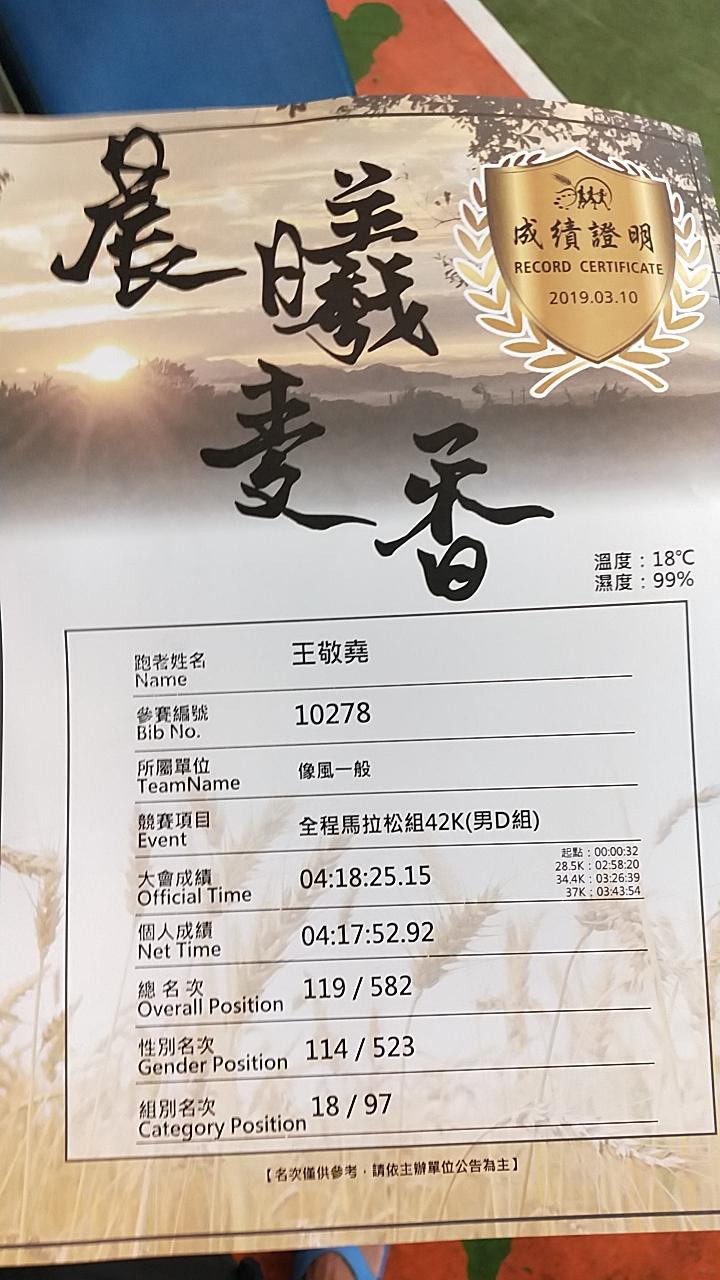 晨曦
麥香
成績證明
RECORD CERTIFICATE
2019.03.10
溫度：18℃
濕度：99%
跑者姓名
Name
王敬堯
參賽編號
Bib No.
10278
所屬單位
TeamName
像風一般
競賽項目
Event
全程馬拉松組42K(男D組)
大會成績
Official Time
04:18:25.15
起點：00:00:32
28.5K：02:58:20
34.4K：03:26:39
37K：03:43:54
個人成績
Net Time
04:17:52.92
總名次
Overall Position
119 / 582
性別名次
Gender Position
114 / 523
組別名次
Category Position
18 / 97
【名次僅供參考，請依主辦單位公告為主】